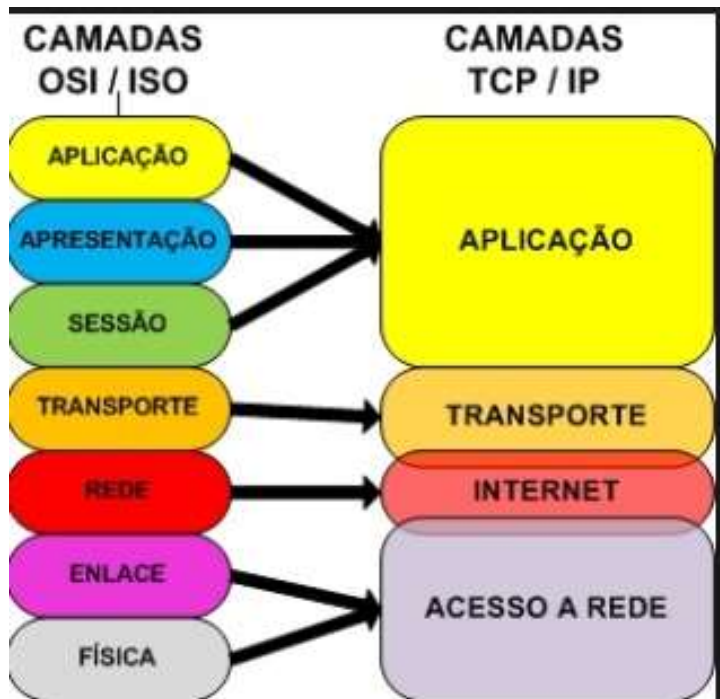 CAMADAS
OSI / ISO
APLICAÇÃO
APRESENTAÇÃO
SESSÃO
TRANSPORTE
REDE
ENLACE
FÍSICA
CAMADAS
TCP / IP
APLICAÇÃO
TRANSPORTE
INTERNET
ACESSO A REDE